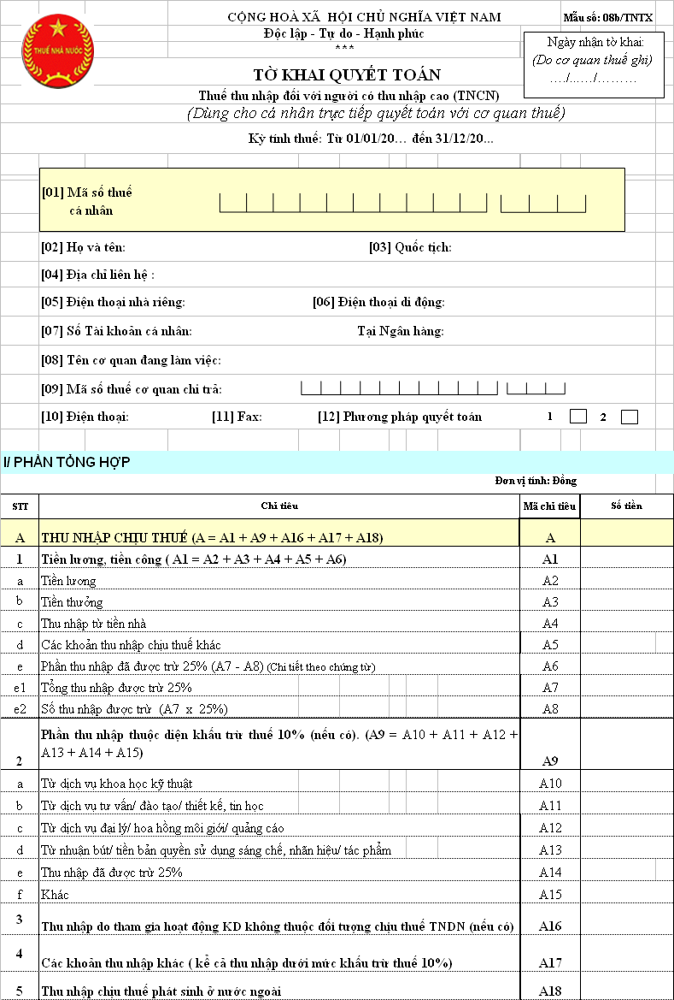 CỘNG HOÀ XÃ HỘI CHỦ NGHĨA VIỆT NAM
Mẫu số: 08b/TNTX
Độc lập - Tự do - Hạnh phúc
***
THUẾ NHÀ NƯỚC
Ngày nhận tờ khai:
(Do cơ quan thuế ghi)
…./...…/………
TỜ KHAI QUYẾT TOÁN
Thuế thu nhập đối với người có thu nhập cao (TNCN)
(Dùng cho cá nhân trực tiếp quyết toán với cơ quan thuế)
Kỳ tính thuế: Từ 01/01/20… đến 31/12/20...
[01] Mã số thuế
cá nhân
[02] Họ và tên: [03] Quốc tịch:
[04] Địa chỉ liên hệ :
[05] Điện thoại nhà riêng: [06] Điện thoại di động:
[07] Số Tài khoản cá nhân: Tại Ngân hàng:
[08] Tên cơ quan đang làm việc:
[09] Mã số thuế cơ quan chi trả:
[10] Điện thoại: [11] Fax: [12] Phương pháp quyết toán 1 2
I/ PHẦN TỔNG HỢP
Đơn vị tính: Đồng
STT Chỉ tiêu Mã chỉ tiêu Số tiền
A THU NHẬP CHỊU THUẾ (A = A1 + A9 + A16 + A17 + A18) A
1 Tiền lương, tiền công ( A1 = A2 + A3 + A4 + A5 + A6) A1
a Tiền lương A2
b Tiền thưởng A3
c Thu nhập từ tiền nhà A4
d Các khoản thu nhập chịu thuế khác A5
e Phần thu nhập đã được trừ 25% (A7 - A8) (Chi tiết theo chứng từ) A6
e1 Tổng thu nhập được trừ 25% A7
e2 Số thu nhập được trừ (A7 x 25%) A8
Phần thu nhập thuộc diện khấu trừ thuế 10% (nếu có). (A9 = A10 + A11 + A12 +
2 A13 + A14 + A15) A9
a Từ dịch vụ khoa học kỹ thuật A10
b Từ dịch vụ tư vấn/ đào tạo/ thiết kế, tin học A11
c Từ dịch vụ đại lý/ hoa hồng môi giới/ quảng cáo A12
d Từ nhuận bút/ tiền bản quyền sử dụng sáng chế, nhãn hiệu/ tác phẩm A13
e Thu nhập đã được trừ 25% A14
f Khác A15
3 Thu nhập do tham gia hoạt động KD không thuộc đối tượng chịu thuế TNDN (nếu có) A16
4 Các khoản thu nhập khác ( kể cả thu nhập dưới mức khấu trừ thuế 10%) A17
5 Thu nhập chịu thuế phát sinh ở nước ngoài A18